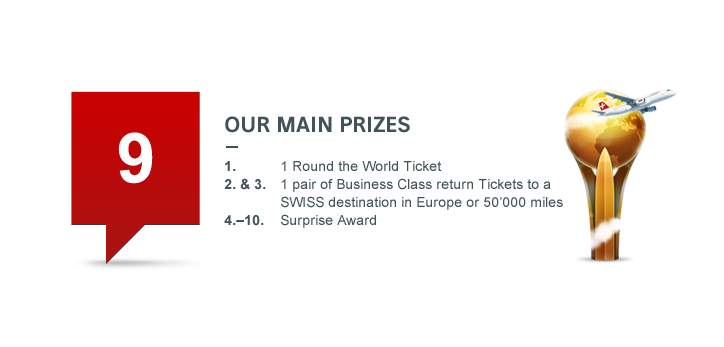 9
OUR MAIN PRIZES
1. 1 Round the World Ticket
2. & 3. 1 pair of Business Class return Tickets to a
SWISS destination in Europe or 50'000 miles
4.–10. Surprise Award